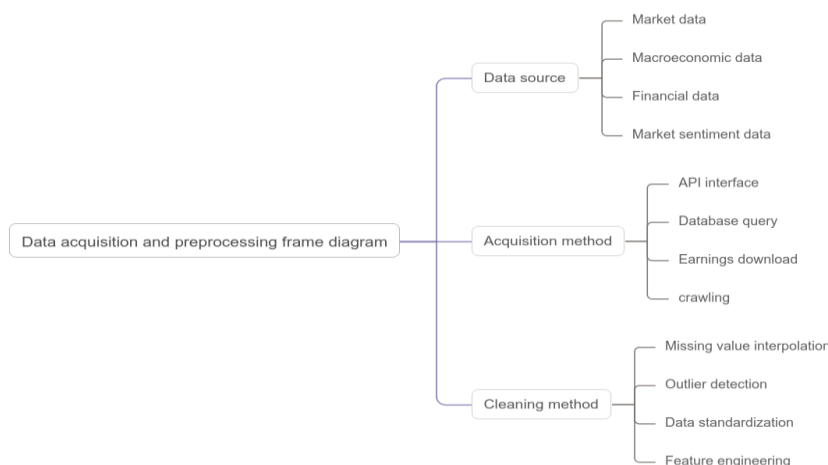 Market data
Data source
Macroeconomic data
Financial data
Market sentiment data
API interface
Data acquisition and preprocessing frame diagram
Acquisition method
Database query
Earnings download
crawling
Missing value interpolation
Cleaning method
Outlier detection
Data standardization
Feature engineering